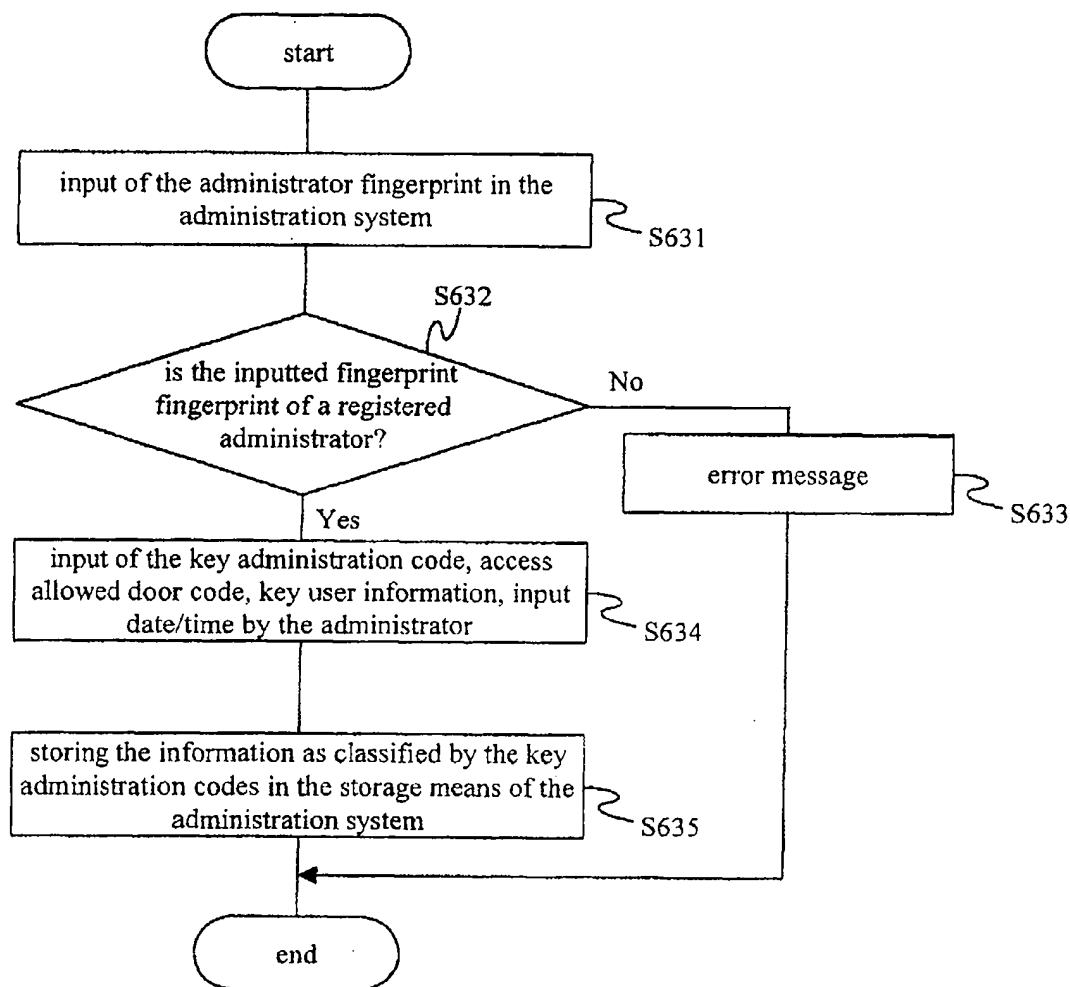 start
input of the administrator fingerprint in the
administration system
S631
S632
is the inputted fingerprint
fingerprint of a registered
administrator?
No
error message
S633
Yes
input of the key administration code, access
allowed door code, key user information, input
date/time by the administrator
S634
storing the information as classified by the key
administration codes in the storage means of the
administration system
S635
end